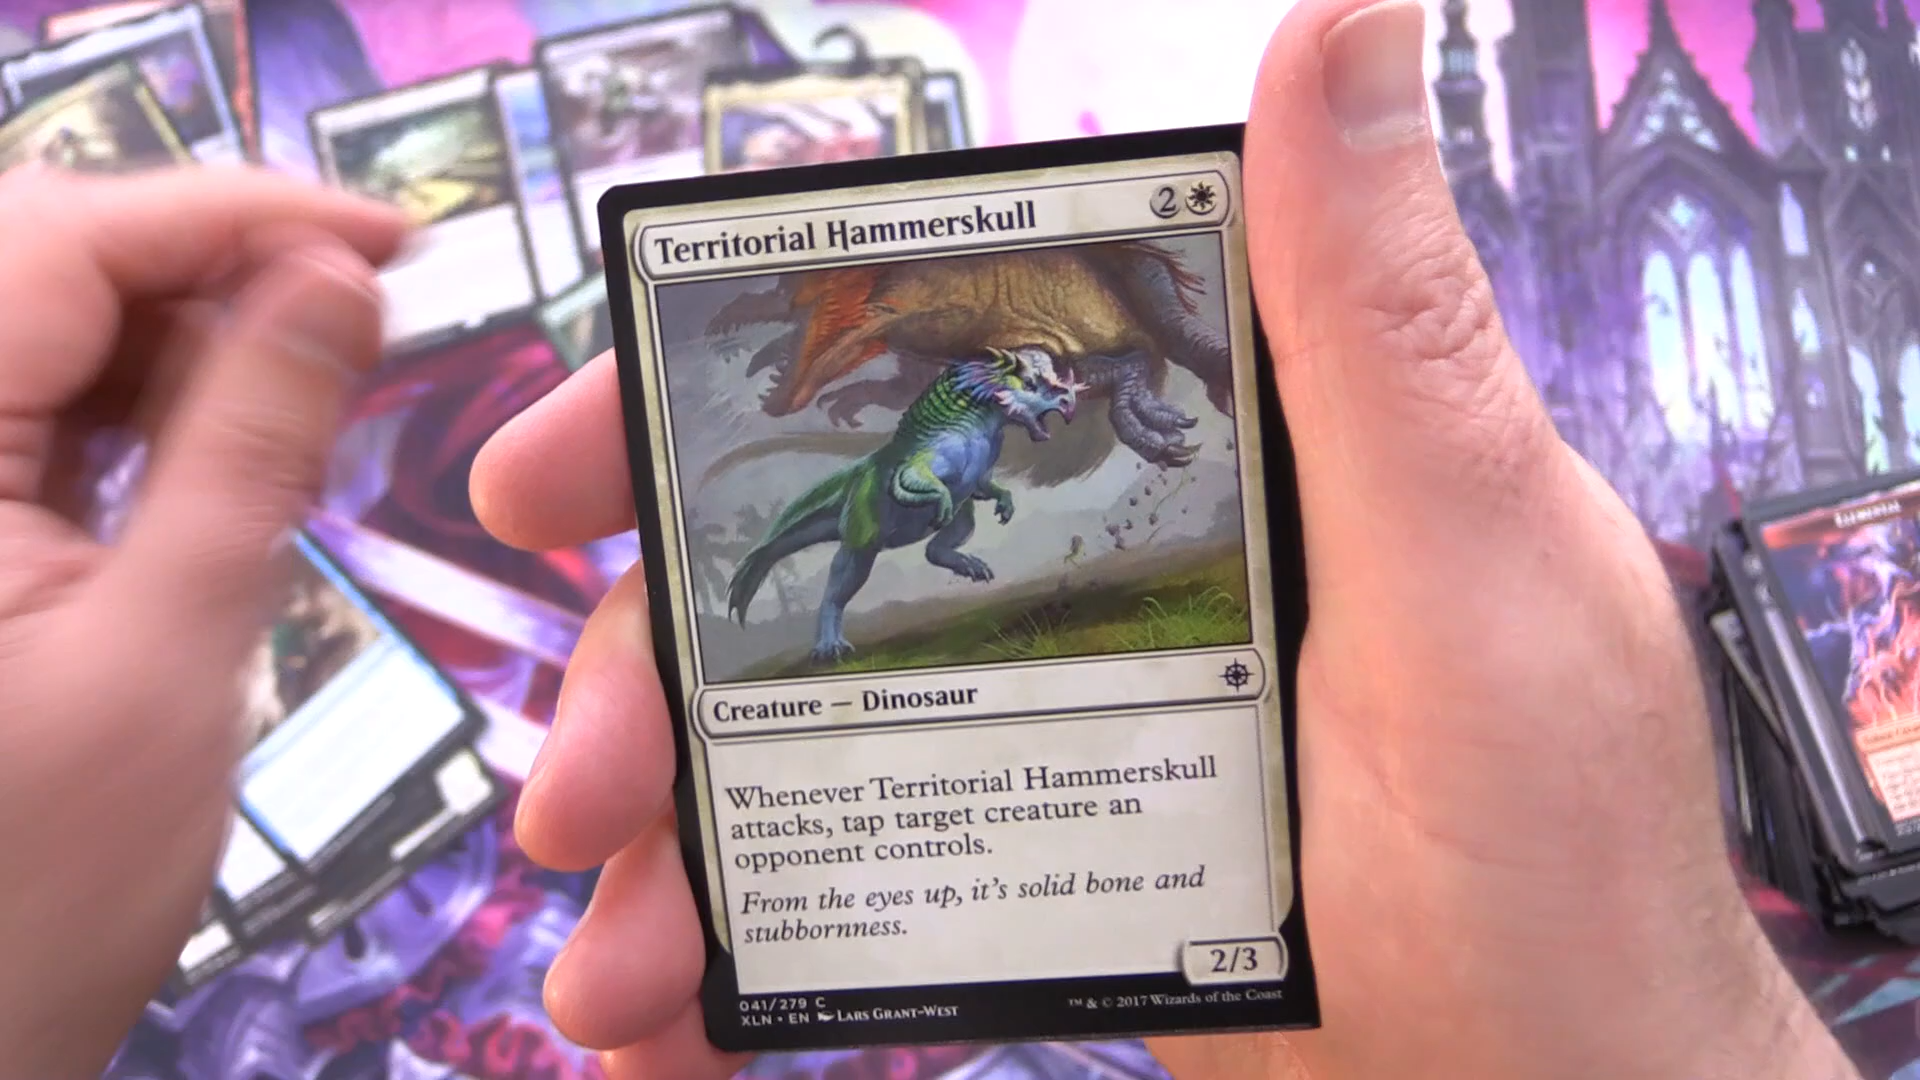 Territorial Hammerskull
2
Creature — Dinosaur
Whenever Territorial Hammerskull
attacks, tap target creature an
opponent controls.
From the eyes up, it's solid bone and
stubbornness.
2/3
041/279 C
XLN • EN LARS GRANT-WEST
™ & © 2017 Wizards of the Coast
ELEMENTAL